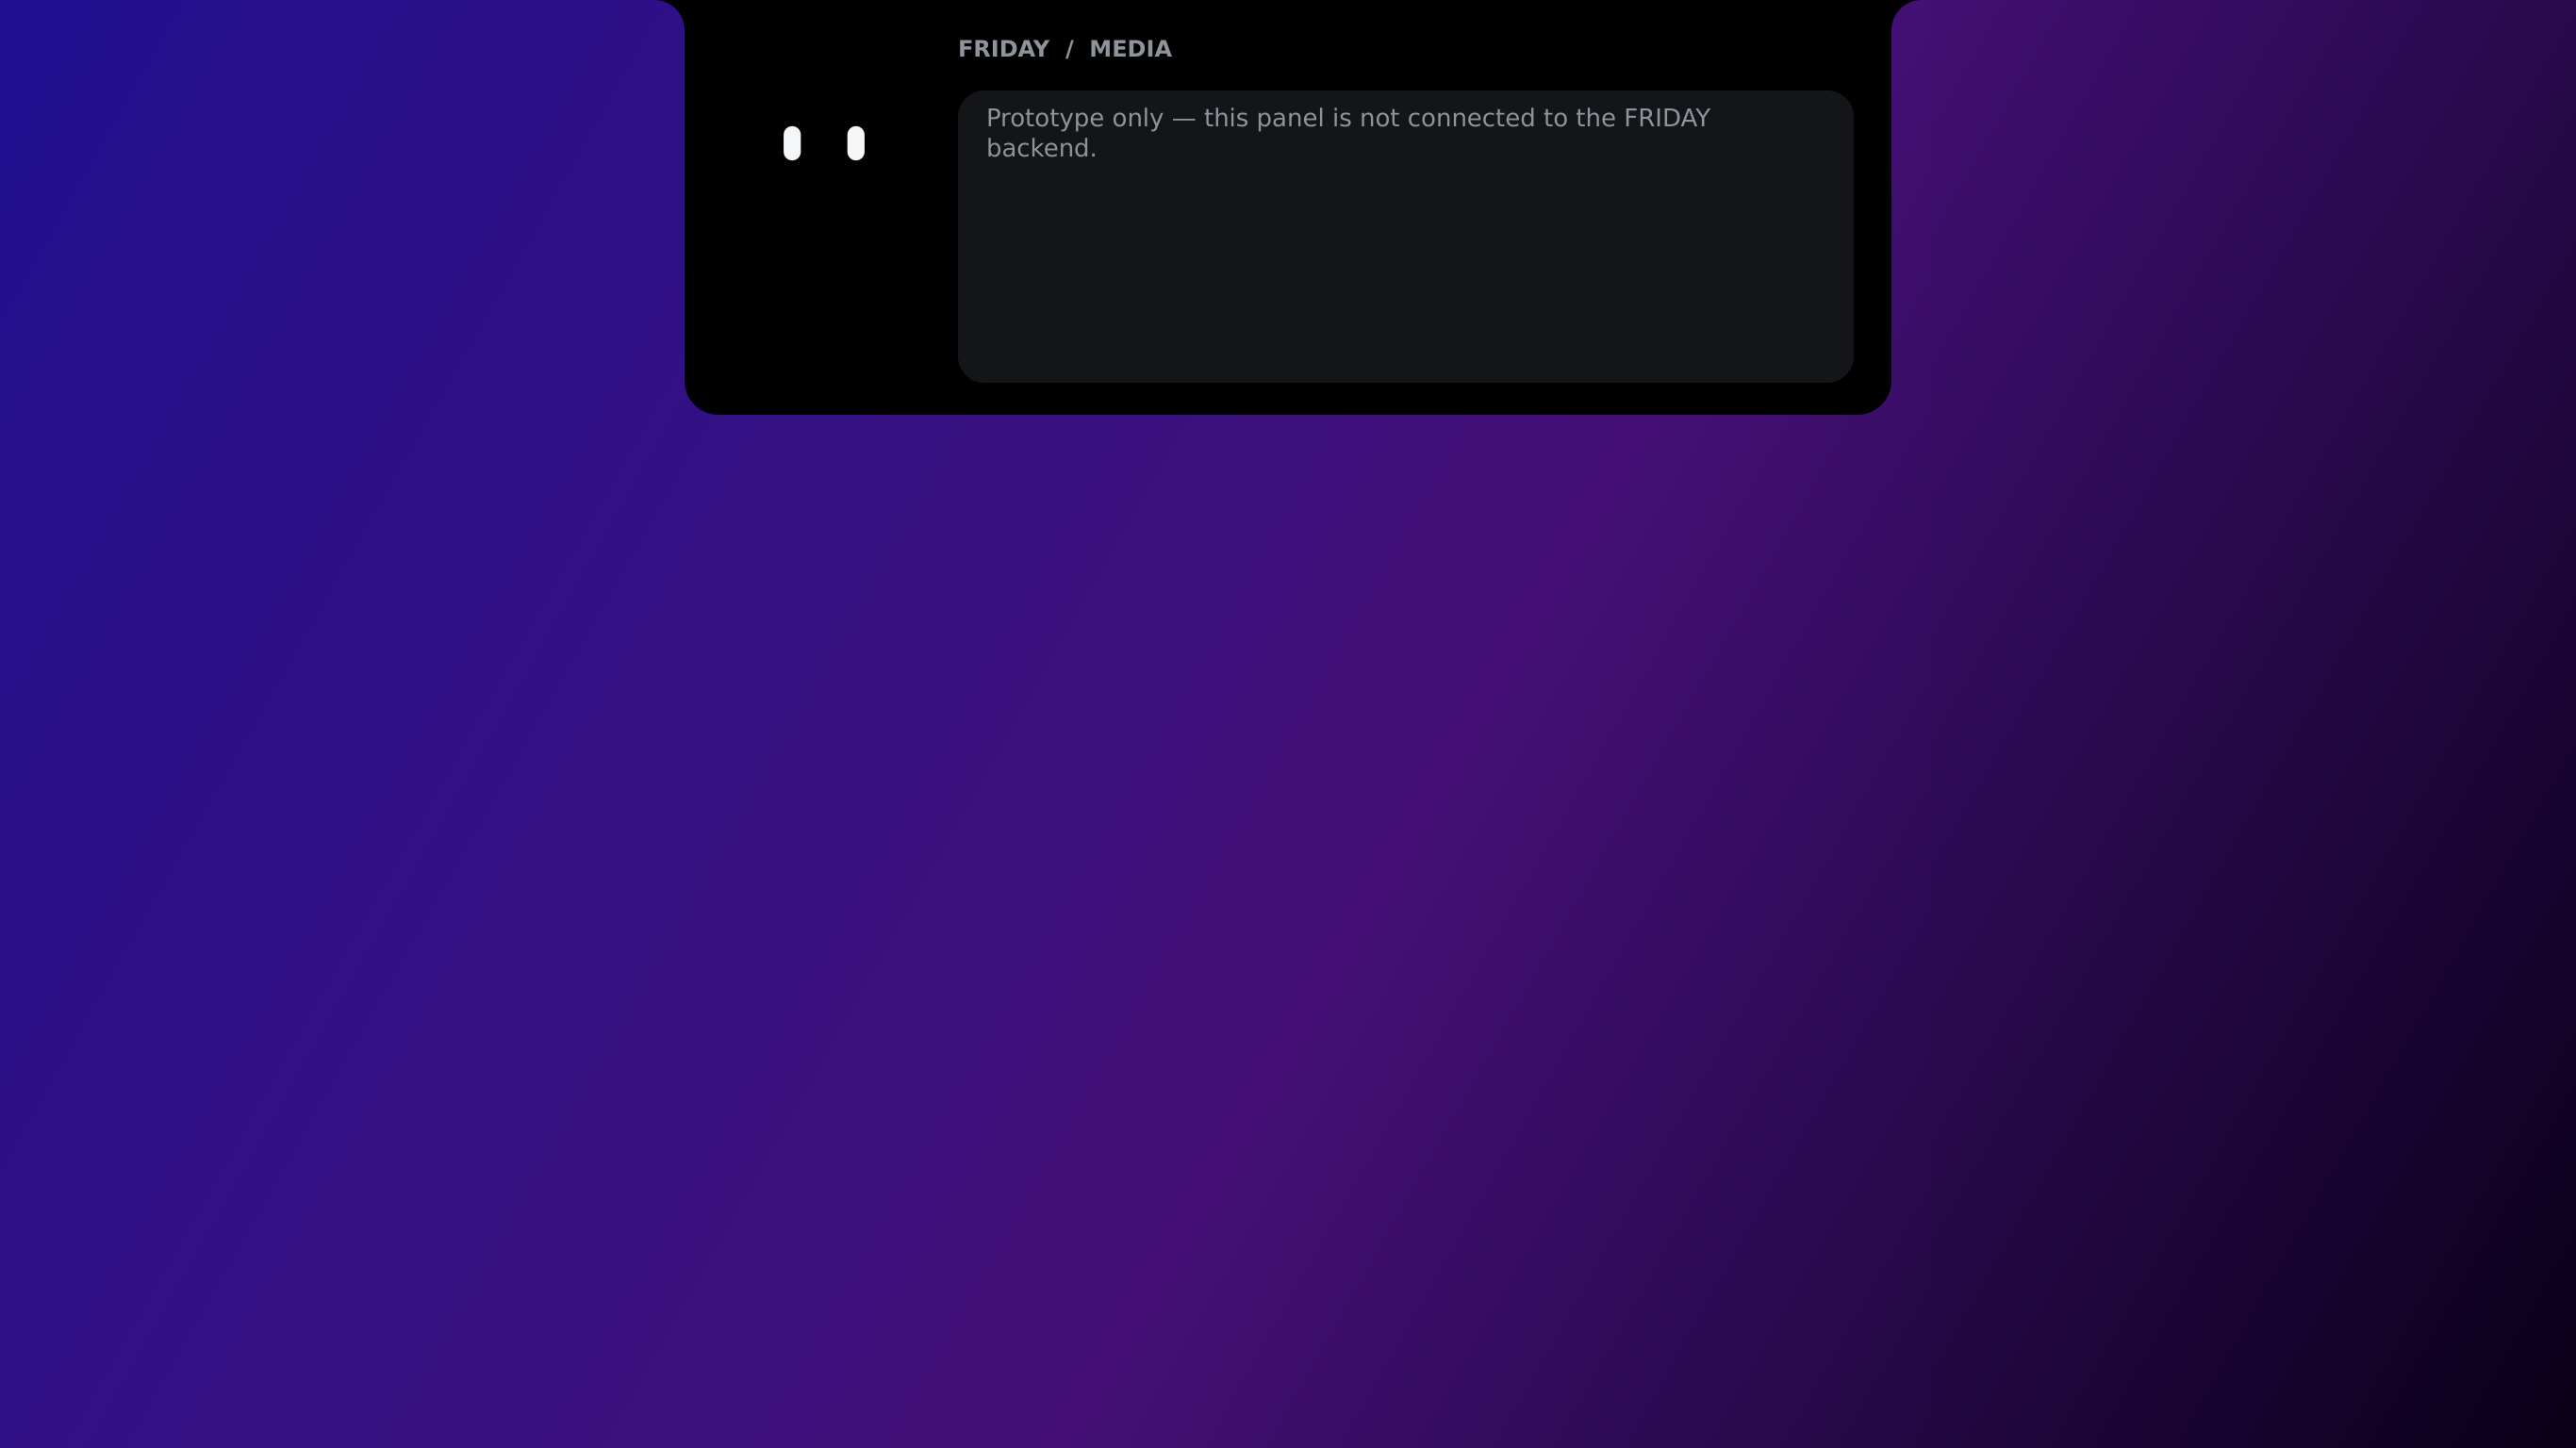 FRIDAY / MEDIA
Prototype only — this panel is not connected to the FRIDAY
backend.